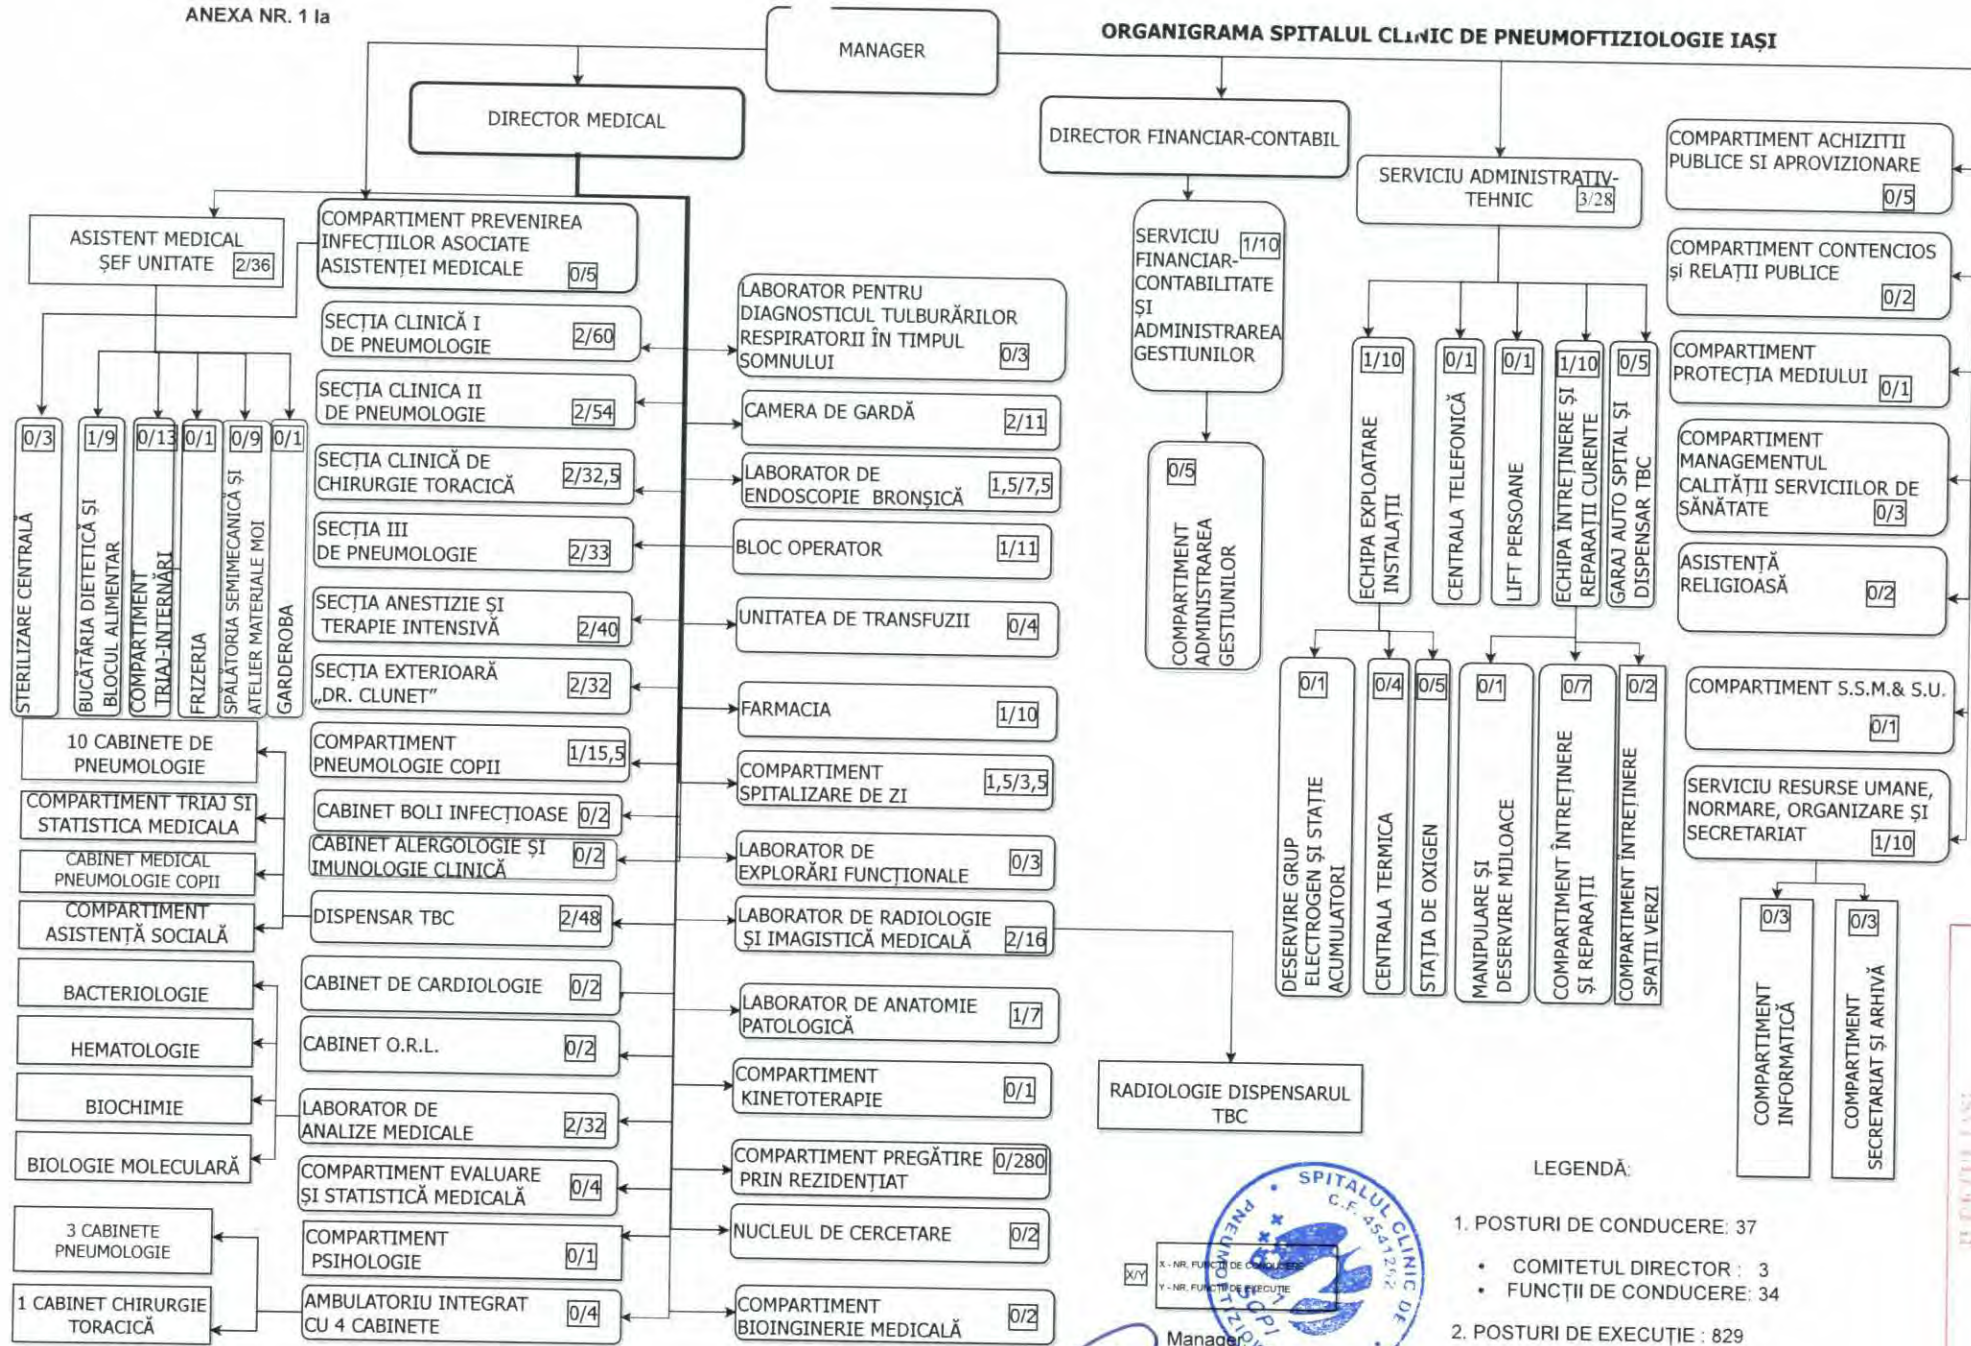 ANEXA NR. 1 la
ORGANIGRAMA SPITALUL CLINIC DE PNEUMOFTIZIOLOGIE IAȘI
MANAGER
DIRECTOR MEDICAL
DIRECTOR FINANCIAR-CONTABIL
SERVICIU ADMINISTRATIV-
TEHNIC 3/28
COMPARTIMENT ACHIZITII
PUBLICE SI APROVIZIONARE
0/5
COMPARTIMENT CONTENCIOS
și RELAȚII PUBLICE
0/2
COMPARTIMENT
PROTECȚIA MEDIULUI 0/1
COMPARTIMENT
MANAGEMENTUL
CALITĂȚII SERVICIILOR DE
SĂNĂTATE 0/3
ASISTENȚĂ
RELIGIOASĂ 0/2
COMPARTIMENT S.S.M.& S.U.
0/1
SERVICIU RESURSE UMANE,
NORMARE, ORGANIZARE ȘI
SECRETARIAT 1/10
0/3
COMPARTIMENT
INFORMATICĂ
0/3
COMPARTIMENT
SECRETARIAT ȘI ARHIVĂ
ASISTENT MEDICAL
ȘEF UNITATE 2/36
COMPARTIMENT PREVENIREA
INFECȚIILOR ASOCIATE
ASISTENȚEI MEDICALE 0/5
0/3
STERILIZARE CENTRALĂ
1/9
BUCĂTĂRIA DIETETICĂ ȘI
BLOCUL ALIMENTAR
0/13
COMPARTIMENT
TRIAJ-INTERNĂRI
0/1
FRIZERIA
0/9
SPĂLĂTORIA SEMIMECANICĂ ȘI
ATELIER MATERIALE MOI
0/1
GARDEROBA
SECȚIA CLINICĂ I
DE PNEUMOLOGIE 2/60
SECȚIA CLINICA II
DE PNEUMOLOGIE 2/54
SECȚIA CLINICĂ DE
CHIRURGIE TORACICĂ 2/32,5
SECȚIA III
DE PNEUMOLOGIE 2/33
SECȚIA ANESTIZIE ȘI
TERAPIE INTENSIVĂ 2/40
SECȚIA EXTERIOARĂ
„DR. CLUNET” 2/32
COMPARTIMENT
PNEUMOLOGIE COPII 1/15,5
CABINET BOLI INFECȚIOASE 0/2
CABINET ALERGOLOGIE ȘI
IMUNOLOGIE CLINICĂ 0/2
DISPENSAR TBC 2/48
CABINET DE CARDIOLOGIE 0/2
CABINET O.R.L. 0/2
LABORATOR DE
ANALIZE MEDICALE 2/32
COMPARTIMENT EVALUARE
ȘI STATISTICĂ MEDICALĂ 0/4
COMPARTIMENT
PSIHOLOGIE 0/1
AMBULATORIU INTEGRAT
CU 4 CABINETE 0/4
10 CABINETE DE
PNEUMOLOGIE
COMPARTIMENT TRIAJ SI
STATISTICA MEDICALA
CABINET MEDICAL
PNEUMOLOGIE COPII
COMPARTIMENT
ASISTENȚĂ SOCIALĂ
BACTERIOLOGIE
HEMATOLOGIE
BIOCHIMIE
BIOLOGIE MOLECULARĂ
3 CABINETE
PNEUMOLOGIE
1 CABINET CHIRURGIE
TORACICĂ
LABORATOR PENTRU
DIAGNOSTICUL TULBURĂRILOR
RESPIRATORII ÎN TIMPUL
SOMNULUI 0/3
CAMERA DE GARDĂ 2/11
LABORATOR DE
ENDOSCOPIE BRONȘICĂ 1,5/7,5
BLOC OPERATOR 1/11
UNITATEA DE TRANSFUZII 0/4
FARMACIA 1/10
COMPARTIMENT
SPITALIZARE DE ZI 1,5/3,5
LABORATOR DE
EXPLORĂRI FUNCȚIONALE 0/3
LABORATOR DE RADIOLOGIE
ȘI IMAGISTICĂ MEDICALĂ 2/16
LABORATOR DE ANATOMIE
PATOLOGICĂ 1/7
COMPARTIMENT
KINETOTERAPIE 0/1
COMPARTIMENT PREGĂTIRE 0/280
PRIN REZIDENȚIAT
NUCLEUL DE CERCETARE 0/2
COMPARTIMENT
BIOINGINERIE MEDICALĂ 0/2
RADIOLOGIE DISPENSARUL
TBC
SERVICIU 1/10
FINANCIAR-
CONTABILITATE
ȘI
ADMINISTRAREA
GESTIUNILOR
0/5
COMPARTIMENT
ADMINISTRAREA
GESTIUNILOR
1/10
ECHIPA EXPLOATARE
INSTALAȚII
0/1
CENTRALA TELEFONICĂ
0/1
LIFT PERSOANE
1/10
ECHIPA ÎNTREȚINERE ȘI
REPARAȚII CURENTE
0/5
GARAJ AUTO SPITAL ȘI
DISPENSAR TBC
0/1
DESERVIRE GRUP
ELECTROGEN ȘI STAȚIE
ACUMULATORI
0/4
CENTRALA TERMICA
0/5
STAȚIA DE OXIGEN
0/1
MANIPULARE ȘI
DESERVIRE MIJLOACE
0/7
COMPARTIMENT ÎNTREȚINERE
ȘI REPARAȚII
0/2
COMPARTIMENT ÎNTREȚINERE
SPAȚII VERZI
X/Y
X - NR. FUNCȚII DE CONDUCERE
Y - NR. FUNCȚII DE EXECUȚIE
SPITALUL CLINIC DE
C.F. 4541262
SCPI
Manager
LEGENDĂ:
1. POSTURI DE CONDUCERE: 37
• COMITETUL DIRECTOR : 3
• FUNCȚII DE CONDUCERE: 34
2. POSTURI DE EXECUȚIE : 829